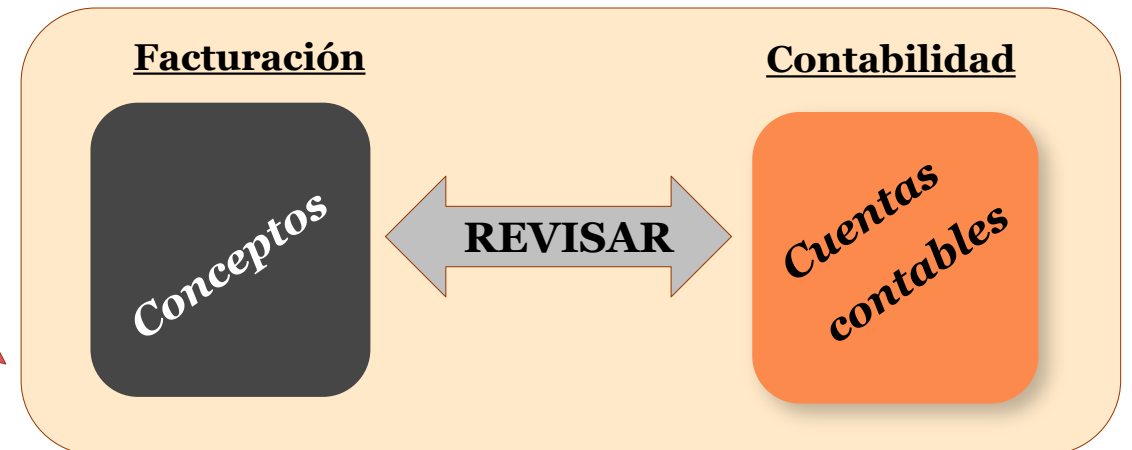 Facturación
Contabilidad
Conceptos
REVISAR
Cuentas
contables